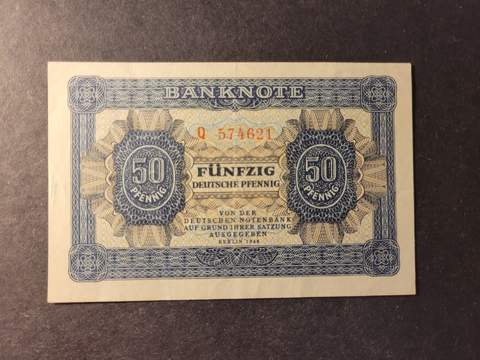 BANKNOTE
Q 574621
50
PFENNIG
FÜNFZIG
DEUTSCHE PFENNIG
50
PFENNIG
VON DER
DEUTSCHEN NOTENBANK
AUF GRUND IHRER SATZUNG
AUSGEGEBEN
BERLIN 1948